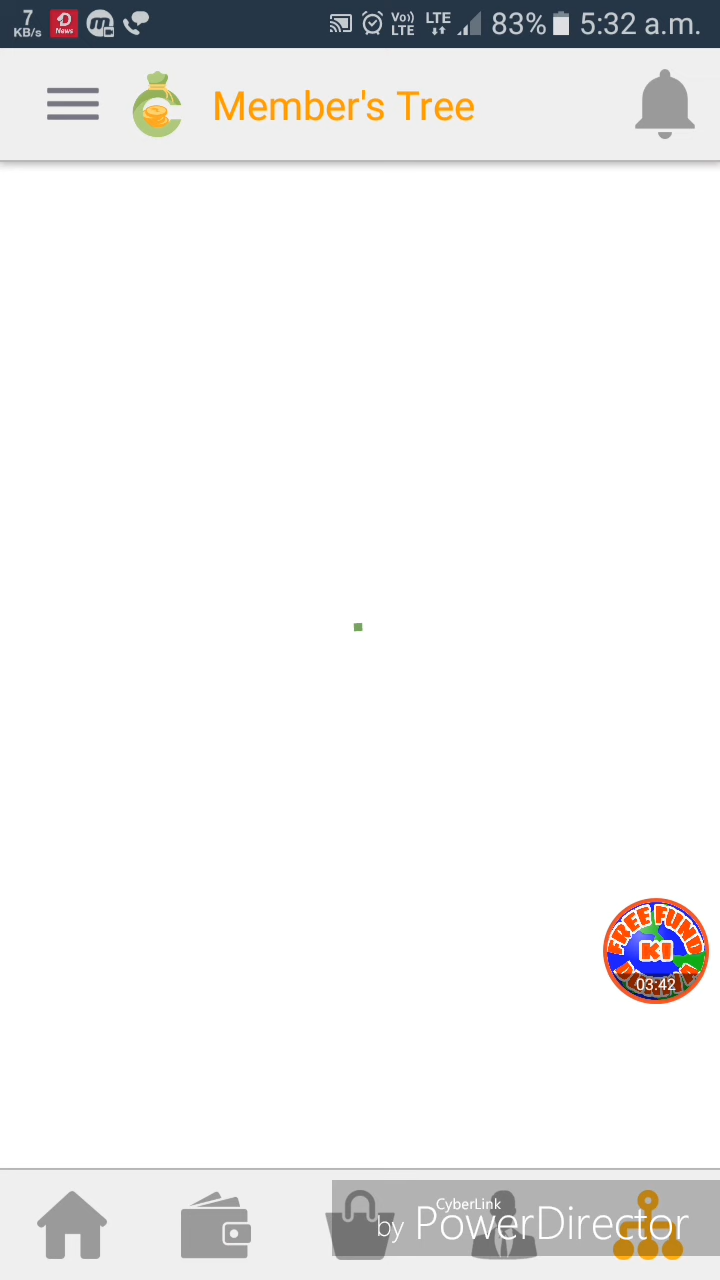 7
KB/s
News
m
Vo))
LTE
LTE
83%
5:32 a.m.
Member's Tree
FREE FUND
KI
03:42
CyberLink
by PowerDirector